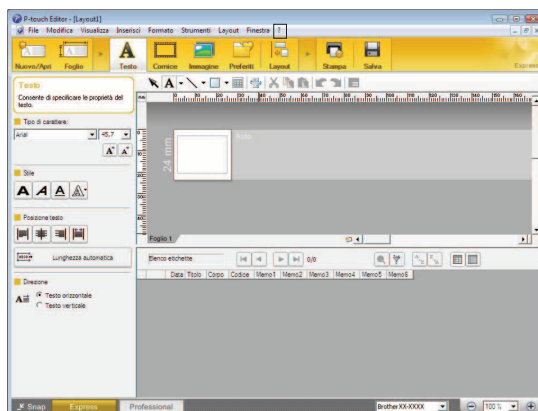 P-touch Editor - [Layout1]
File Modifica Visualizza Inserisci Formato Strumenti Layout Finestra ?
Nuovo/Apri Foglio Testo Cornice Immagine Preferiti Layout Stampa Salva Express
Testo
Consente di specificare le proprietà del
testo.
Tipo di carattere:
Arial 45,7
A A
Stile
A A A A
Posizione testo
Lunghezza automatica
Direzione
Testo orizzontale
Testo verticale
24 mm
Auto
Foglio 1
Elenco etichette 0/0
Data Titolo Corpo Codice Memo1 Memo2 Memo3 Memo4 Memo5 Memo6
Snap Express Professional Brother XX-XXXX 100 %